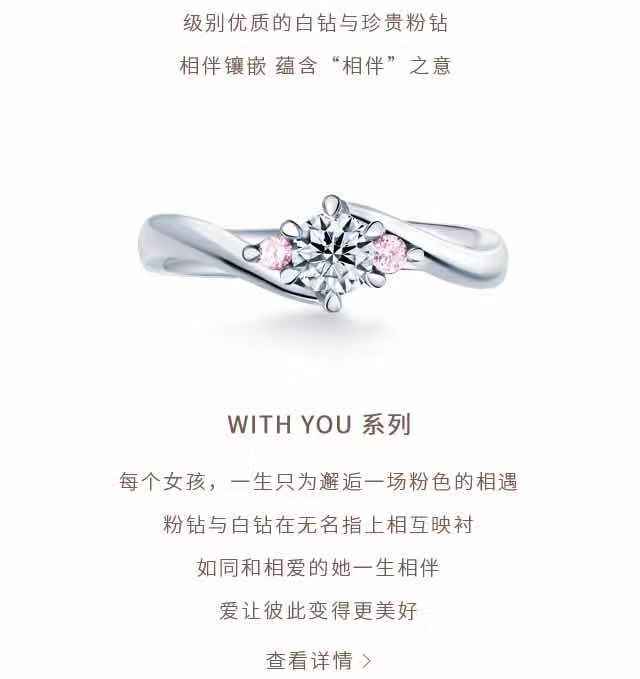 级别优质的白钻与珍贵粉钻
相伴镶嵌 蕴含“相伴”之意
WITH YOU 系列
每个女孩，一生只为邂逅一场粉色的相遇
粉钻与白钻在无名指上相互映衬
如同和相爱的她一生相伴
爱让彼此变得更美好
查看详情 >